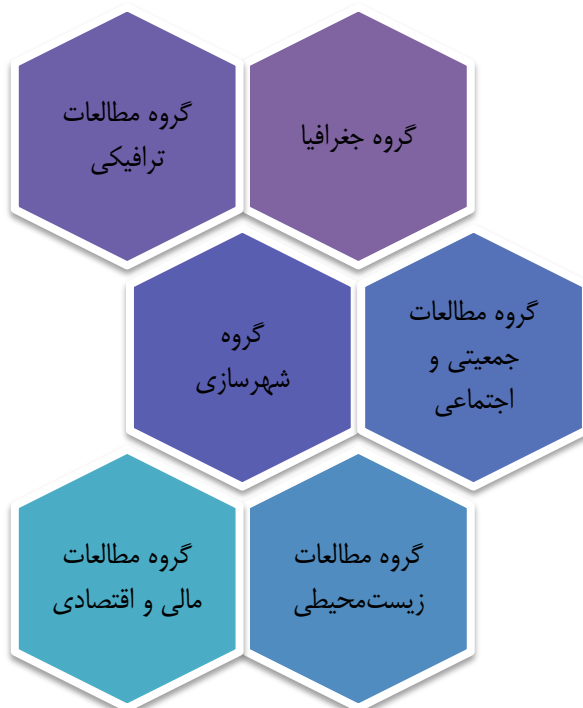 گروه جغرافیا
گروه مطالعات
ترافیکی
گروه مطالعات
جمعیتی و
اجتماعی
گروه
شهرسازی
گروه مطالعات
زیست‌محیطی
گروه مطالعات
مالی و اقتصادی